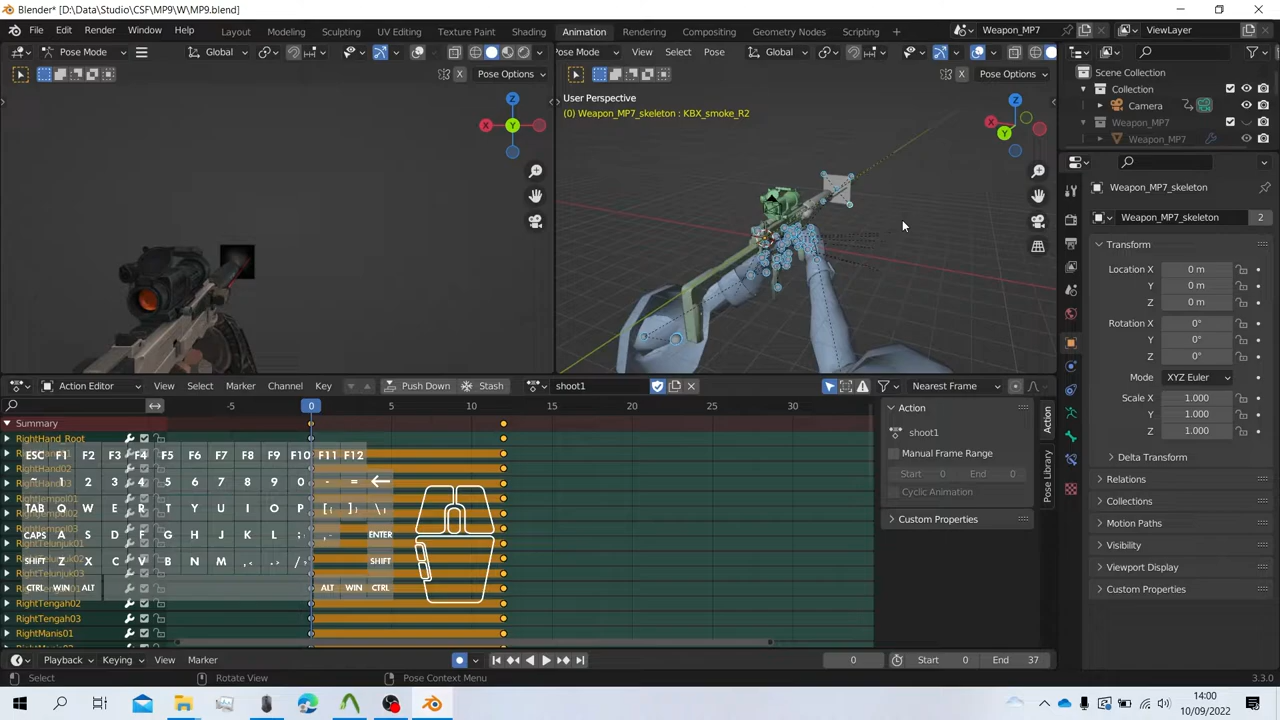 Blender* [D:\Data\Studio\CSF\MP9\W\MP9.blend]
File Edit Render Window Help Layout Modeling Sculpting UV Editing Texture Paint Shading Animation Rendering Compositing Geometry Nodes Scripting + Weapon_MP7 ViewLayer
Pose Mode Global ose Mode View Select Pose Global
Pose Options Pose Options
Scene Collection
Collection
Camera
Weapon_MP7
Weapon_MP7
User Perspective
(0) Weapon_MP7_skeleton : KBX_smoke_R2
Weapon_MP7_skeleton
Weapon_MP7_skeleton 2
Transform
Location X 0 m
Y 0 m
Z 0 m
Rotation X 0°
Y 0°
Z 0°
Mode XYZ Euler
Scale X 1.000
Y 1.000
Z 1.000
Delta Transform
Relations
Collections
Motion Paths
Visibility
Viewport Display
Custom Properties
Action Editor View Select Marker Channel Key Push Down Stash shoot1 Nearest Frame
-5 0 5 10 15 20 25 30
Summary
RightHand_Root
RightHand02
RightTengah02
RightTengah03
RightManis01
Action
shoot1
Manual Frame Range
Start 0 End 0
Cyclic Animation
Custom Properties
Action
Pose Library
ESC F1 F2 F3 F4 F5 F6 F7 F8 F9 F10 F11 F12
1 2 3 4 5 6 7 8 9 0 - =
TAB Q W E R T Y U I O P [{ ]} \|
CAPS A S D F G H J K L ; ENTER
SHIFT Z X C V B N M ,< .> /? SHIFT
CTRL WIN ALT ALT WIN CTRL
Playback Keying View Marker 0 Start 0 End 37
Select Rotate View Pose Context Menu 3.3.0
14:00
10/09/2022